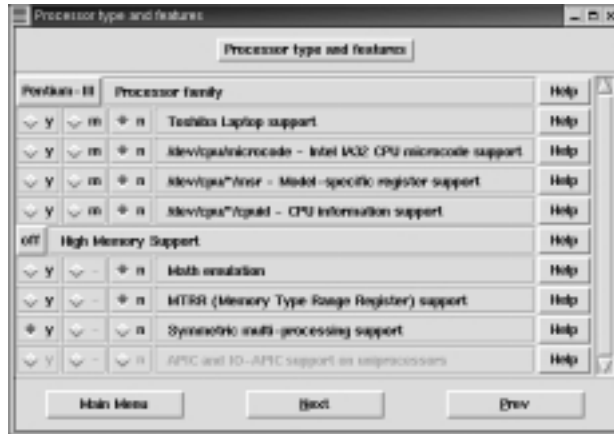 Processor type and features
Processor type and features
Pentium-III Processor family Help
y m n Toshiba Laptop support Help
y m n /dev/cpu/microcode - Intel IA32 CPU microcode support Help
y m n /dev/cpu/*/msr - Model-specific register support Help
y m n /dev/cpu/*/cpuid - CPU information support Help
off High Memory Support Help
y - n Math emulation Help
y - n MTRR (Memory Type Range Register) support Help
y - n Symmetric multi-processing support Help
y - n APIC and IO-APIC support on uniprocessors Help
Main Menu Next Prev